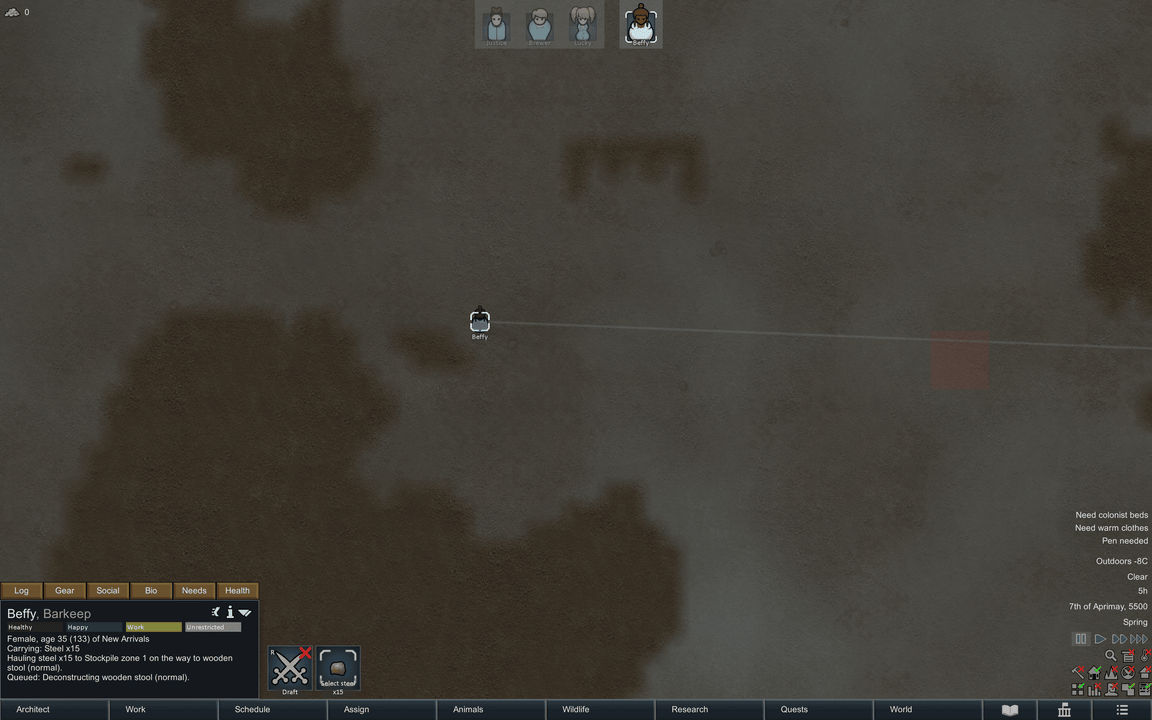 0
Justice
Brewer
Lucky
Beffy
Beffy
Need colonist beds
Need warm clothes
Pen needed
Outdoors -8C
Clear
5h
7th of Aprimay, 5500
Spring
Log
Gear
Social
Bio
Needs
Health
Beffy, Barkeep
Healthy
Happy
Work
Unrestricted
Female, age 35 (133) of New Arrivals
Carrying: Steel x15
Hauling steel x15 to Stockpile zone 1 on the way to wooden
stool (normal).
Queued: Deconstructing wooden stool (normal).
R
Draft
Select steel
x15
Architect
Work
Schedule
Assign
Animals
Wildlife
Research
Quests
World